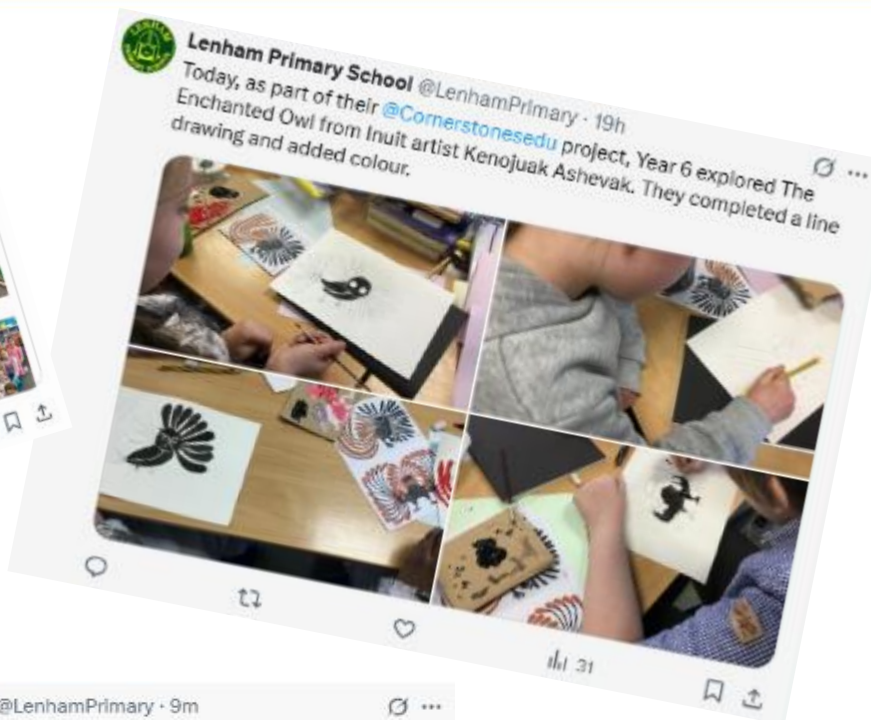 Lenham Primary School @LenhamPrimary · 19h
Today, as part of their @Cornerstonesedu project, Year 6 explored The
Enchanted Owl from Inuit artist Kenojuak Ashevak. They completed a line
drawing and added colour.
31
@LenhamPrimary · 9m